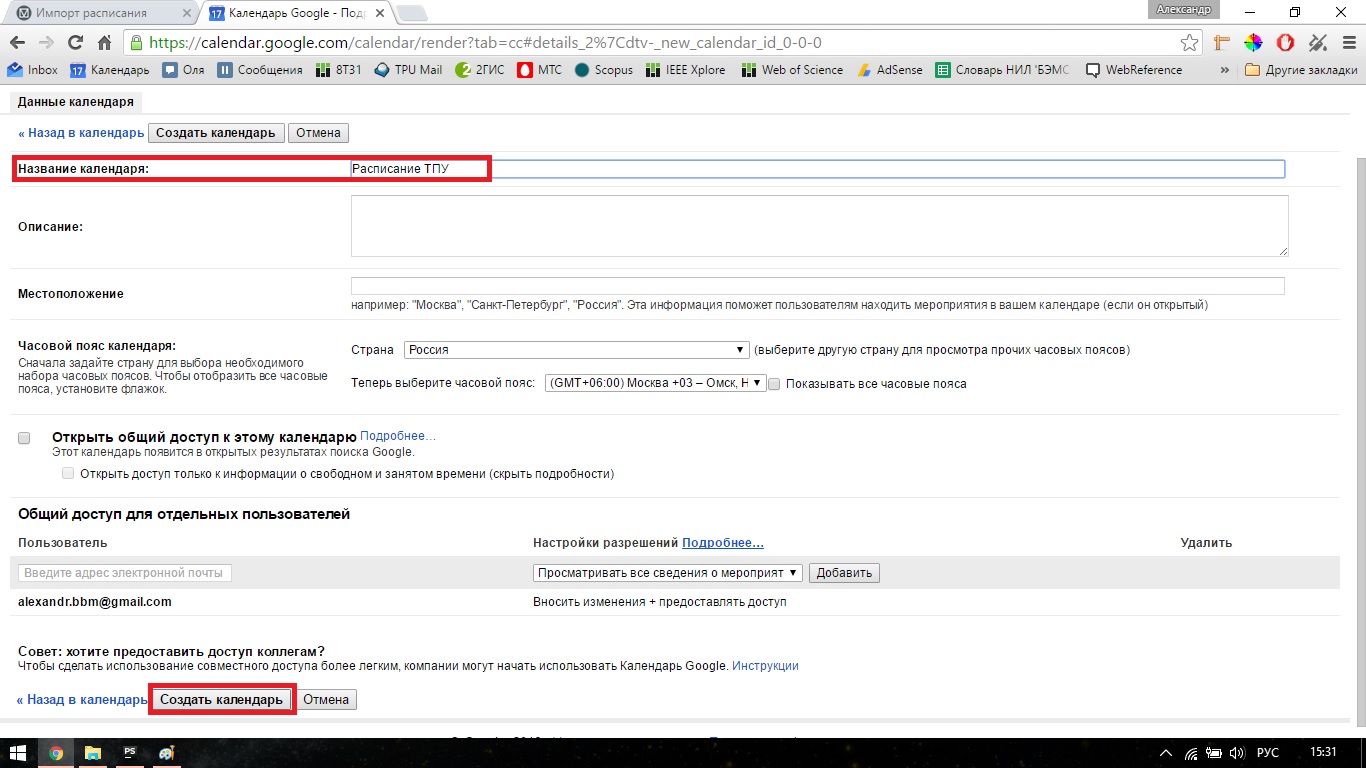 Импорт расписания
17 Календарь Google - Под
Александр
https://calendar.google.com/calendar/render?tab=cc#details_2%7Cdtv-_new_calendar_id_0-0-0
Inbox 17 Календарь Оля Сообщения 8Т31 TPU Mail 2ГИС МТС Scopus IEEE Xplore Web of Science AdSense Словарь НИЛ "БЭМС WebReference » Другие закладки
Данные календаря
« Назад в календарь Создать календарь Отмена
Название календаря: Расписание ТПУ
Описание:
Местоположение
например: "Москва", "Санкт-Петербург", "Россия". Эта информация поможет пользователям находить мероприятия в вашем календаре (если он открытый)
Часовой пояс календаря:
Сначала задайте страну для выбора необходимого
набора часовых поясов. Чтобы отобразить все часовые
пояса, установите флажок.
Страна Россия (выберите другую страну для просмотра прочих часовых поясов)
Теперь выберите часовой пояс: (GMT+06:00) Москва +03 – Омск, Н Показывать все часовые пояса
Открыть общий доступ к этому календарю Подробнее...
Этот календарь появится в открытых результатах поиска Google.
Открыть доступ только к информации о свободном и занятом времени (скрыть подробности)
Общий доступ для отдельных пользователей
Пользователь Настройки разрешений Подробнее... Удалить
Введите адрес электронной почты Просматривать все сведения о мероприят Добавить
alexandr.bbm@gmail.com Вносить изменения + предоставлять доступ
Совет: хотите предоставить доступ коллегам?
Чтобы сделать использование совместного доступа более легким, компании могут начать использовать Календарь Google. Инструкции
« Назад в календарь Создать календарь Отмена
PS РУС 15:31